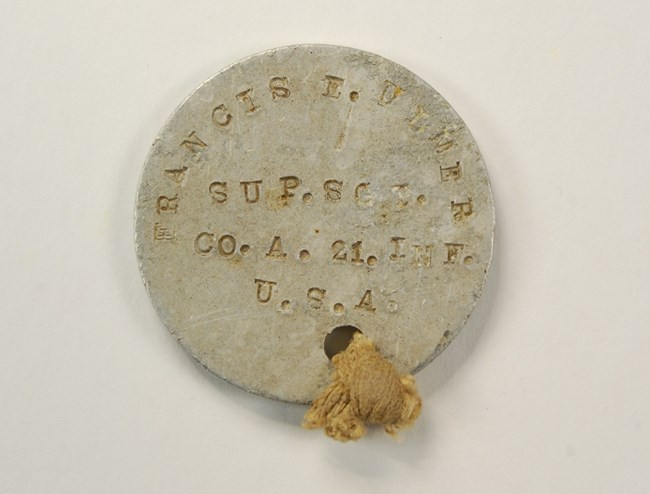 FRANCIS L. ULMER
SUP. SGT.
CO. A. 21. INF.
U.S.A.